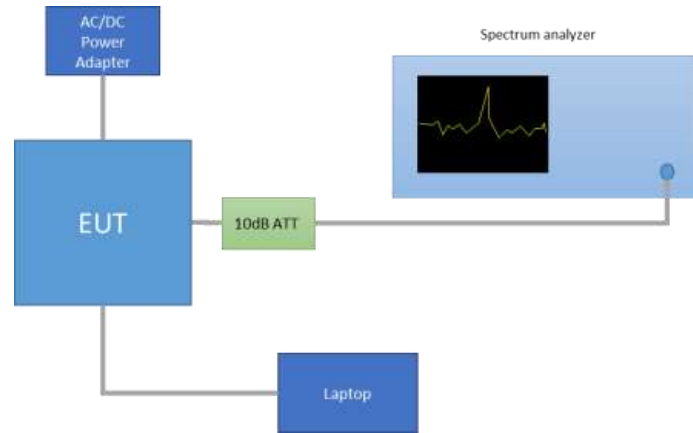 AC/DC
Power
Adapter
Spectrum analyzer
EUT
10dB ATT
Laptop